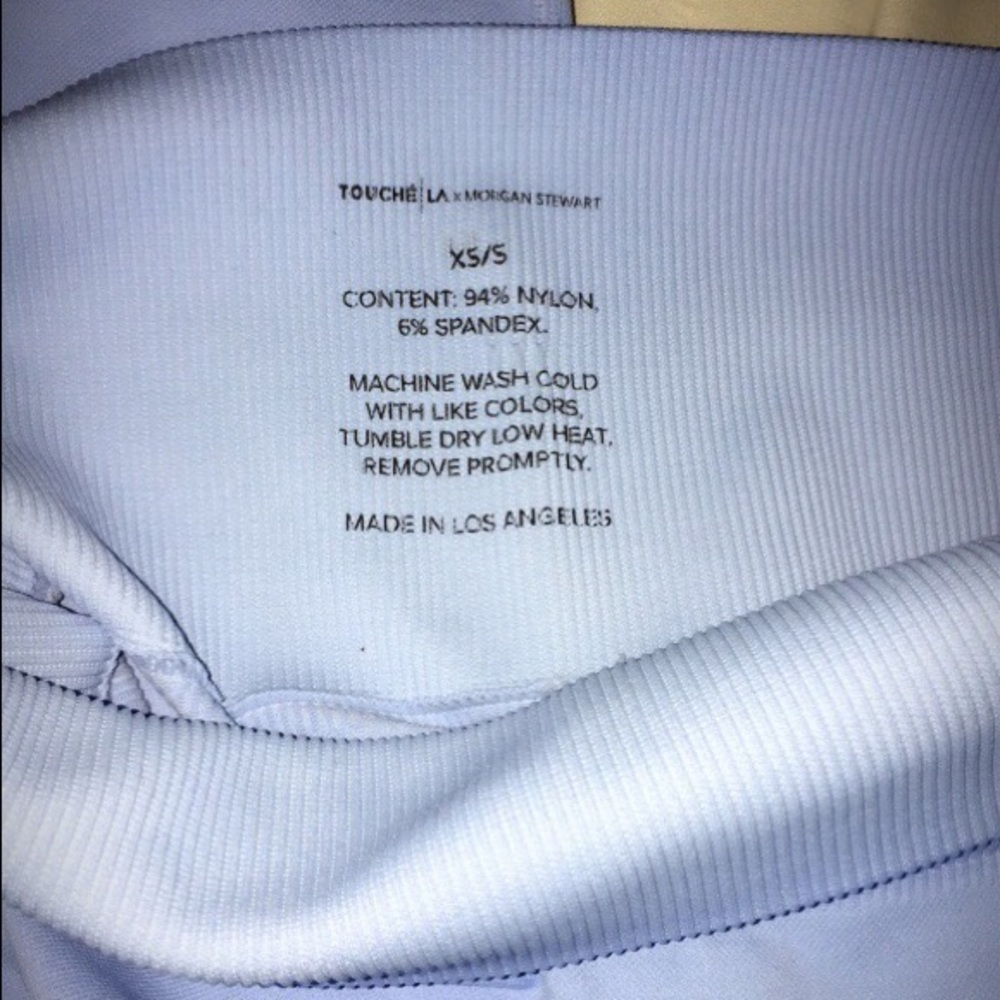 TOUCHÉ|LA x MORGAN STEWART
XS/S
CONTENT: 94% NYLON,
6% SPANDEX.
MACHINE WASH COLD
WITH LIKE COLORS,
TUMBLE DRY LOW HEAT,
REMOVE PROMPTLY.
MADE IN LOS ANGELES